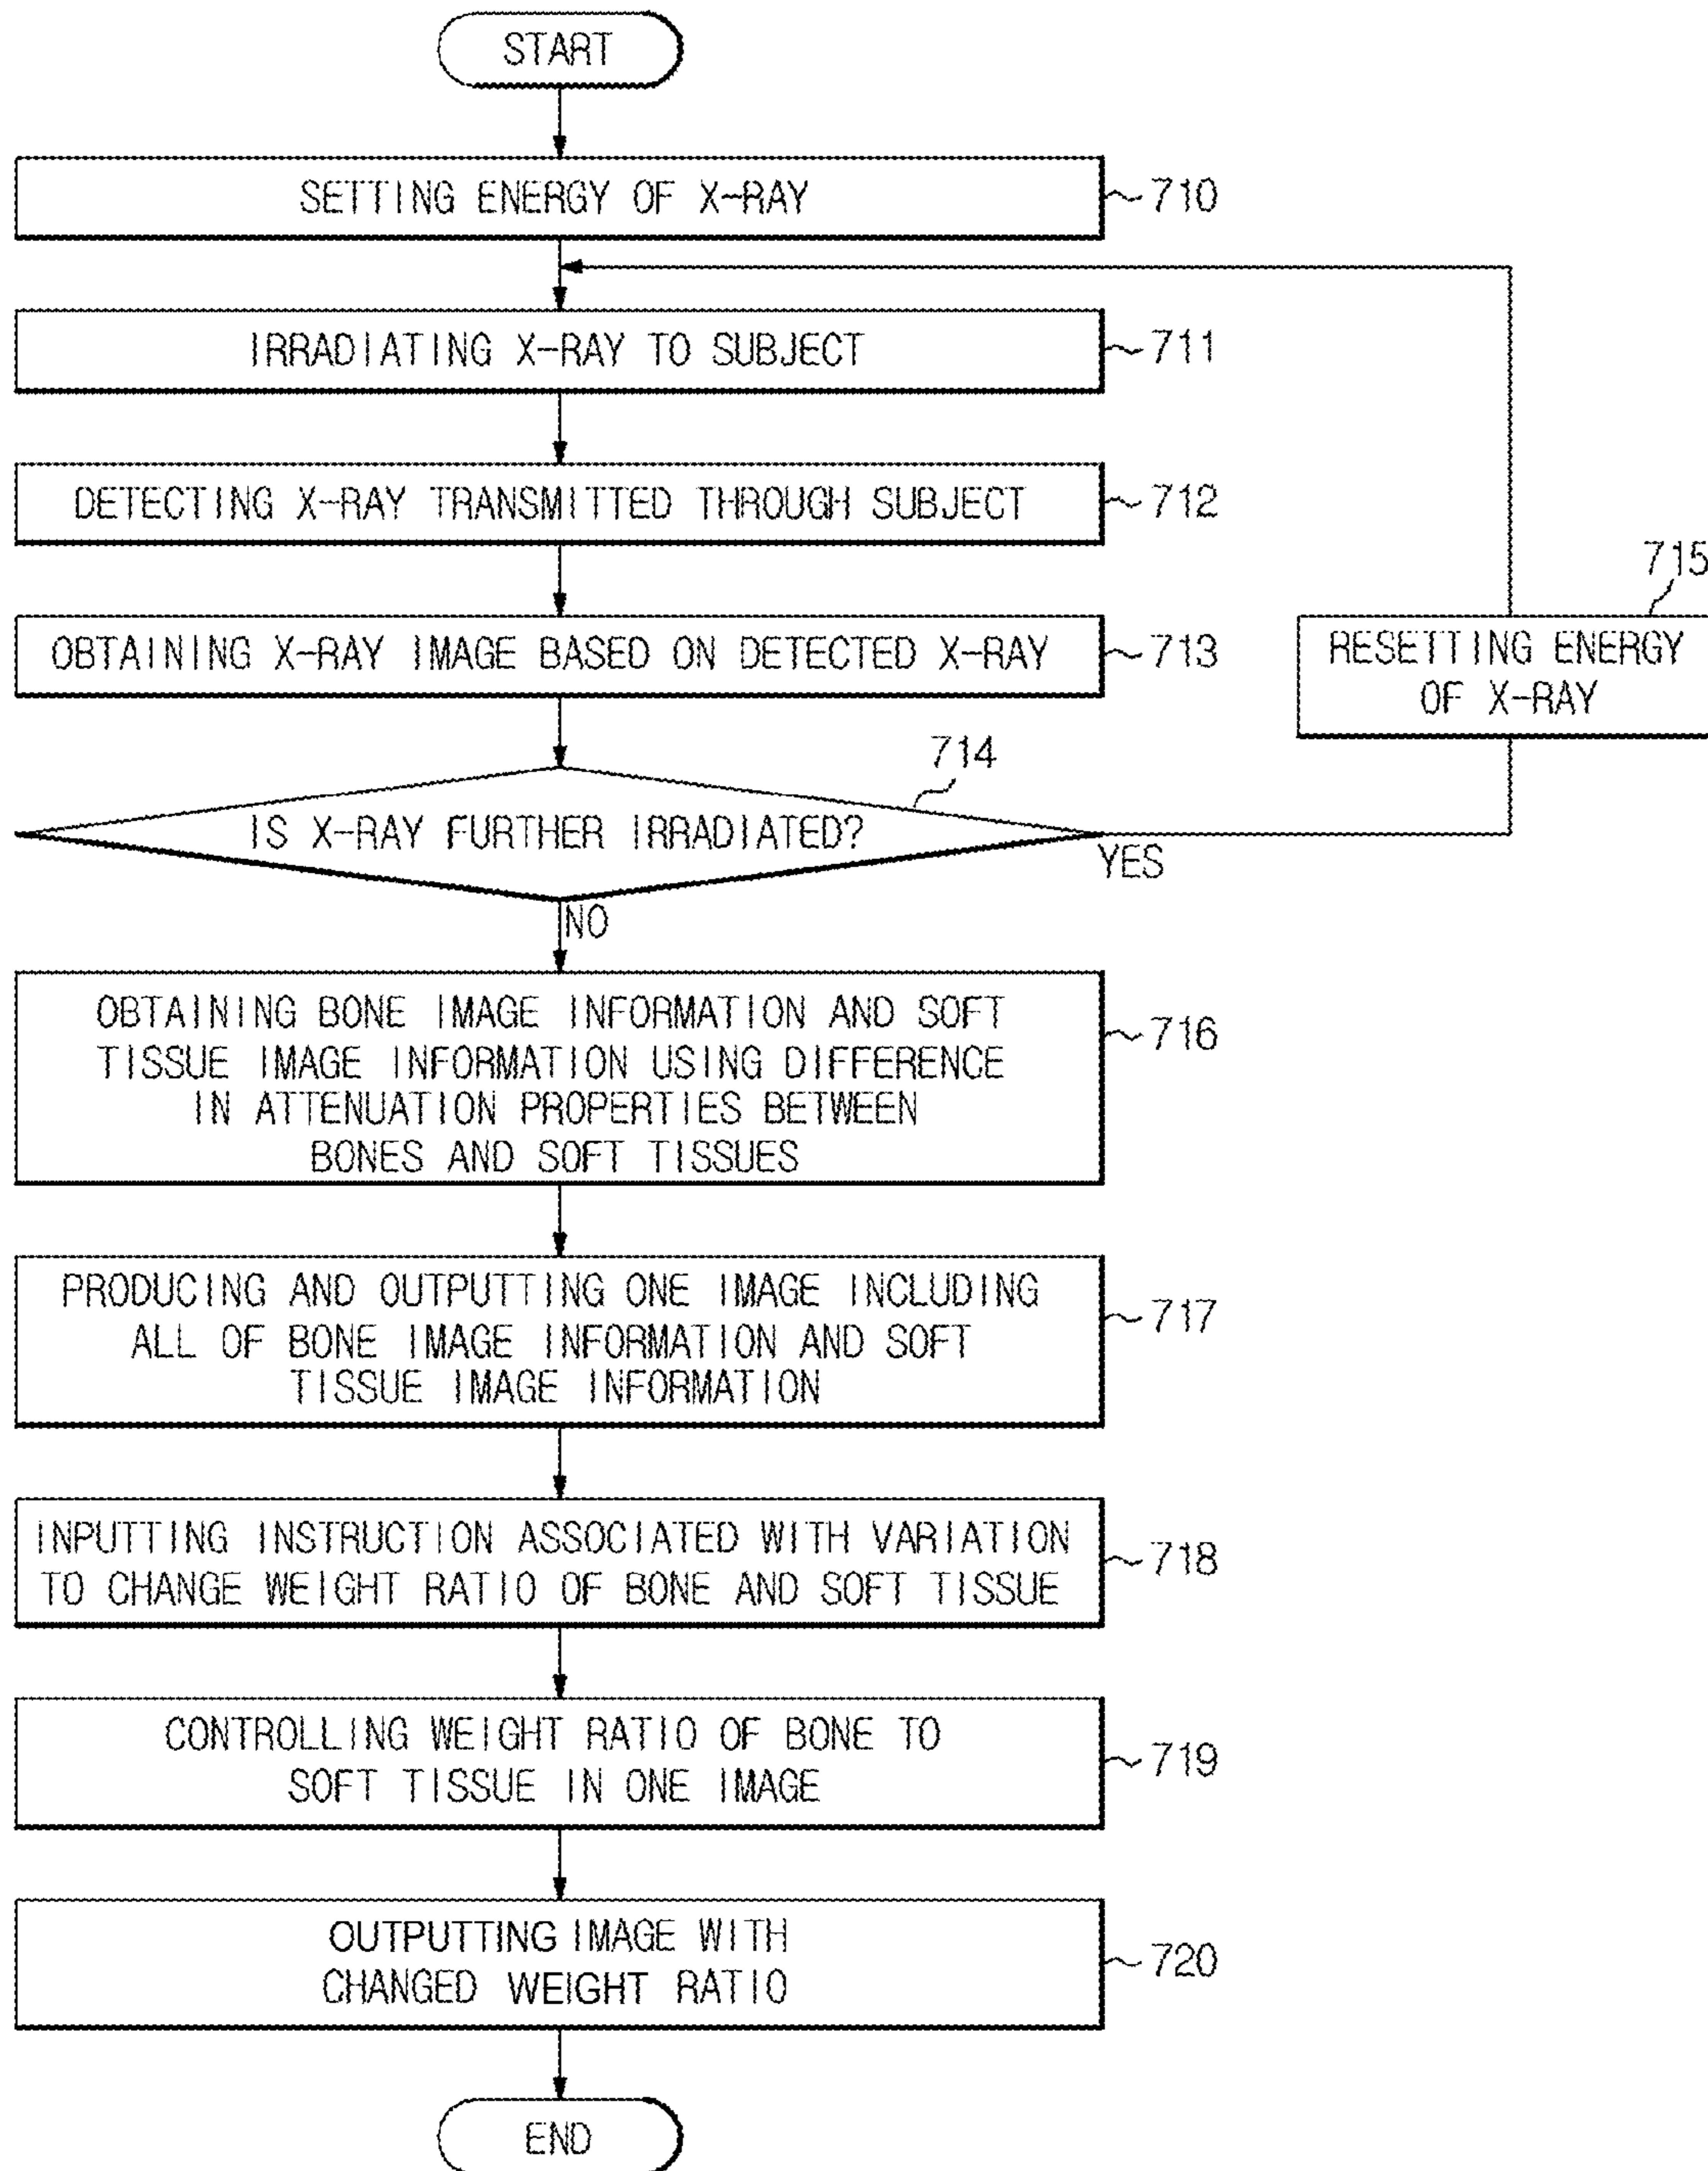 START
SETTING ENERGY OF X-RAY
710
IRRADIATING X-RAY TO SUBJECT
711
DETECTING X-RAY TRANSMITTED THROUGH SUBJECT
712
OBTAINING X-RAY IMAGE BASED ON DETECTED X-RAY
713
715
RESETTING ENERGY
OF X-RAY
714
IS X-RAY FURTHER IRRADIATED?
YES
NO
OBTAINING BONE IMAGE INFORMATION AND SOFT
TISSUE IMAGE INFORMATION USING DIFFERENCE
IN ATTENUATION PROPERTIES BETWEEN
BONES AND SOFT TISSUES
716
PRODUCING AND OUTPUTTING ONE IMAGE INCLUDING
ALL OF BONE IMAGE INFORMATION AND SOFT
TISSUE IMAGE INFORMATION
717
INPUTTING INSTRUCTION ASSOCIATED WITH VARIATION
TO CHANGE WEIGHT RATIO OF BONE AND SOFT TISSUE
718
CONTROLLING WEIGHT RATIO OF BONE TO
SOFT TISSUE IN ONE IMAGE
719
OUTPUTTING IMAGE WITH
CHANGED WEIGHT RATIO
720
END